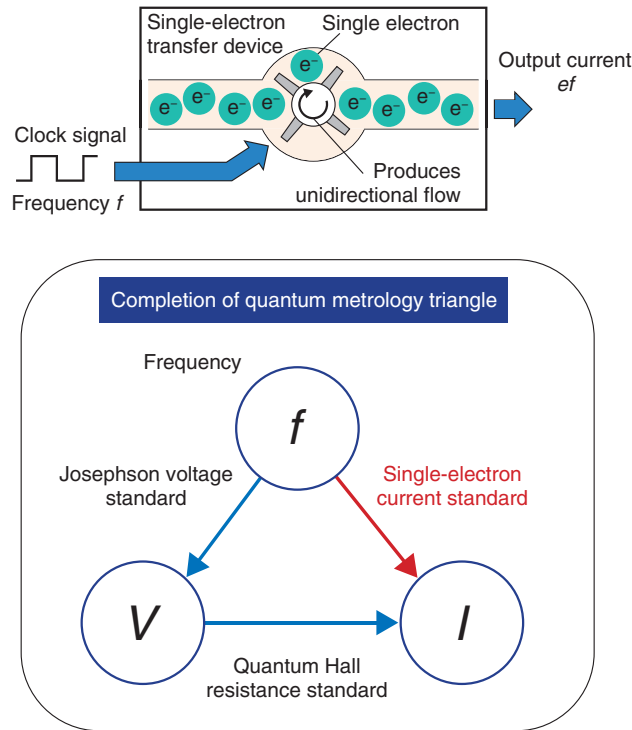 Single-electron
transfer device
Single electron
e⁻
e⁻ e⁻ e⁻ e⁻ e⁻ e⁻ e⁻ e⁻
Output current
ef
Clock signal
Frequency f
Produces
unidirectional flow
Completion of quantum metrology triangle
Frequency
f
Josephson voltage
standard
Single-electron
current standard
V
I
Quantum Hall
resistance standard